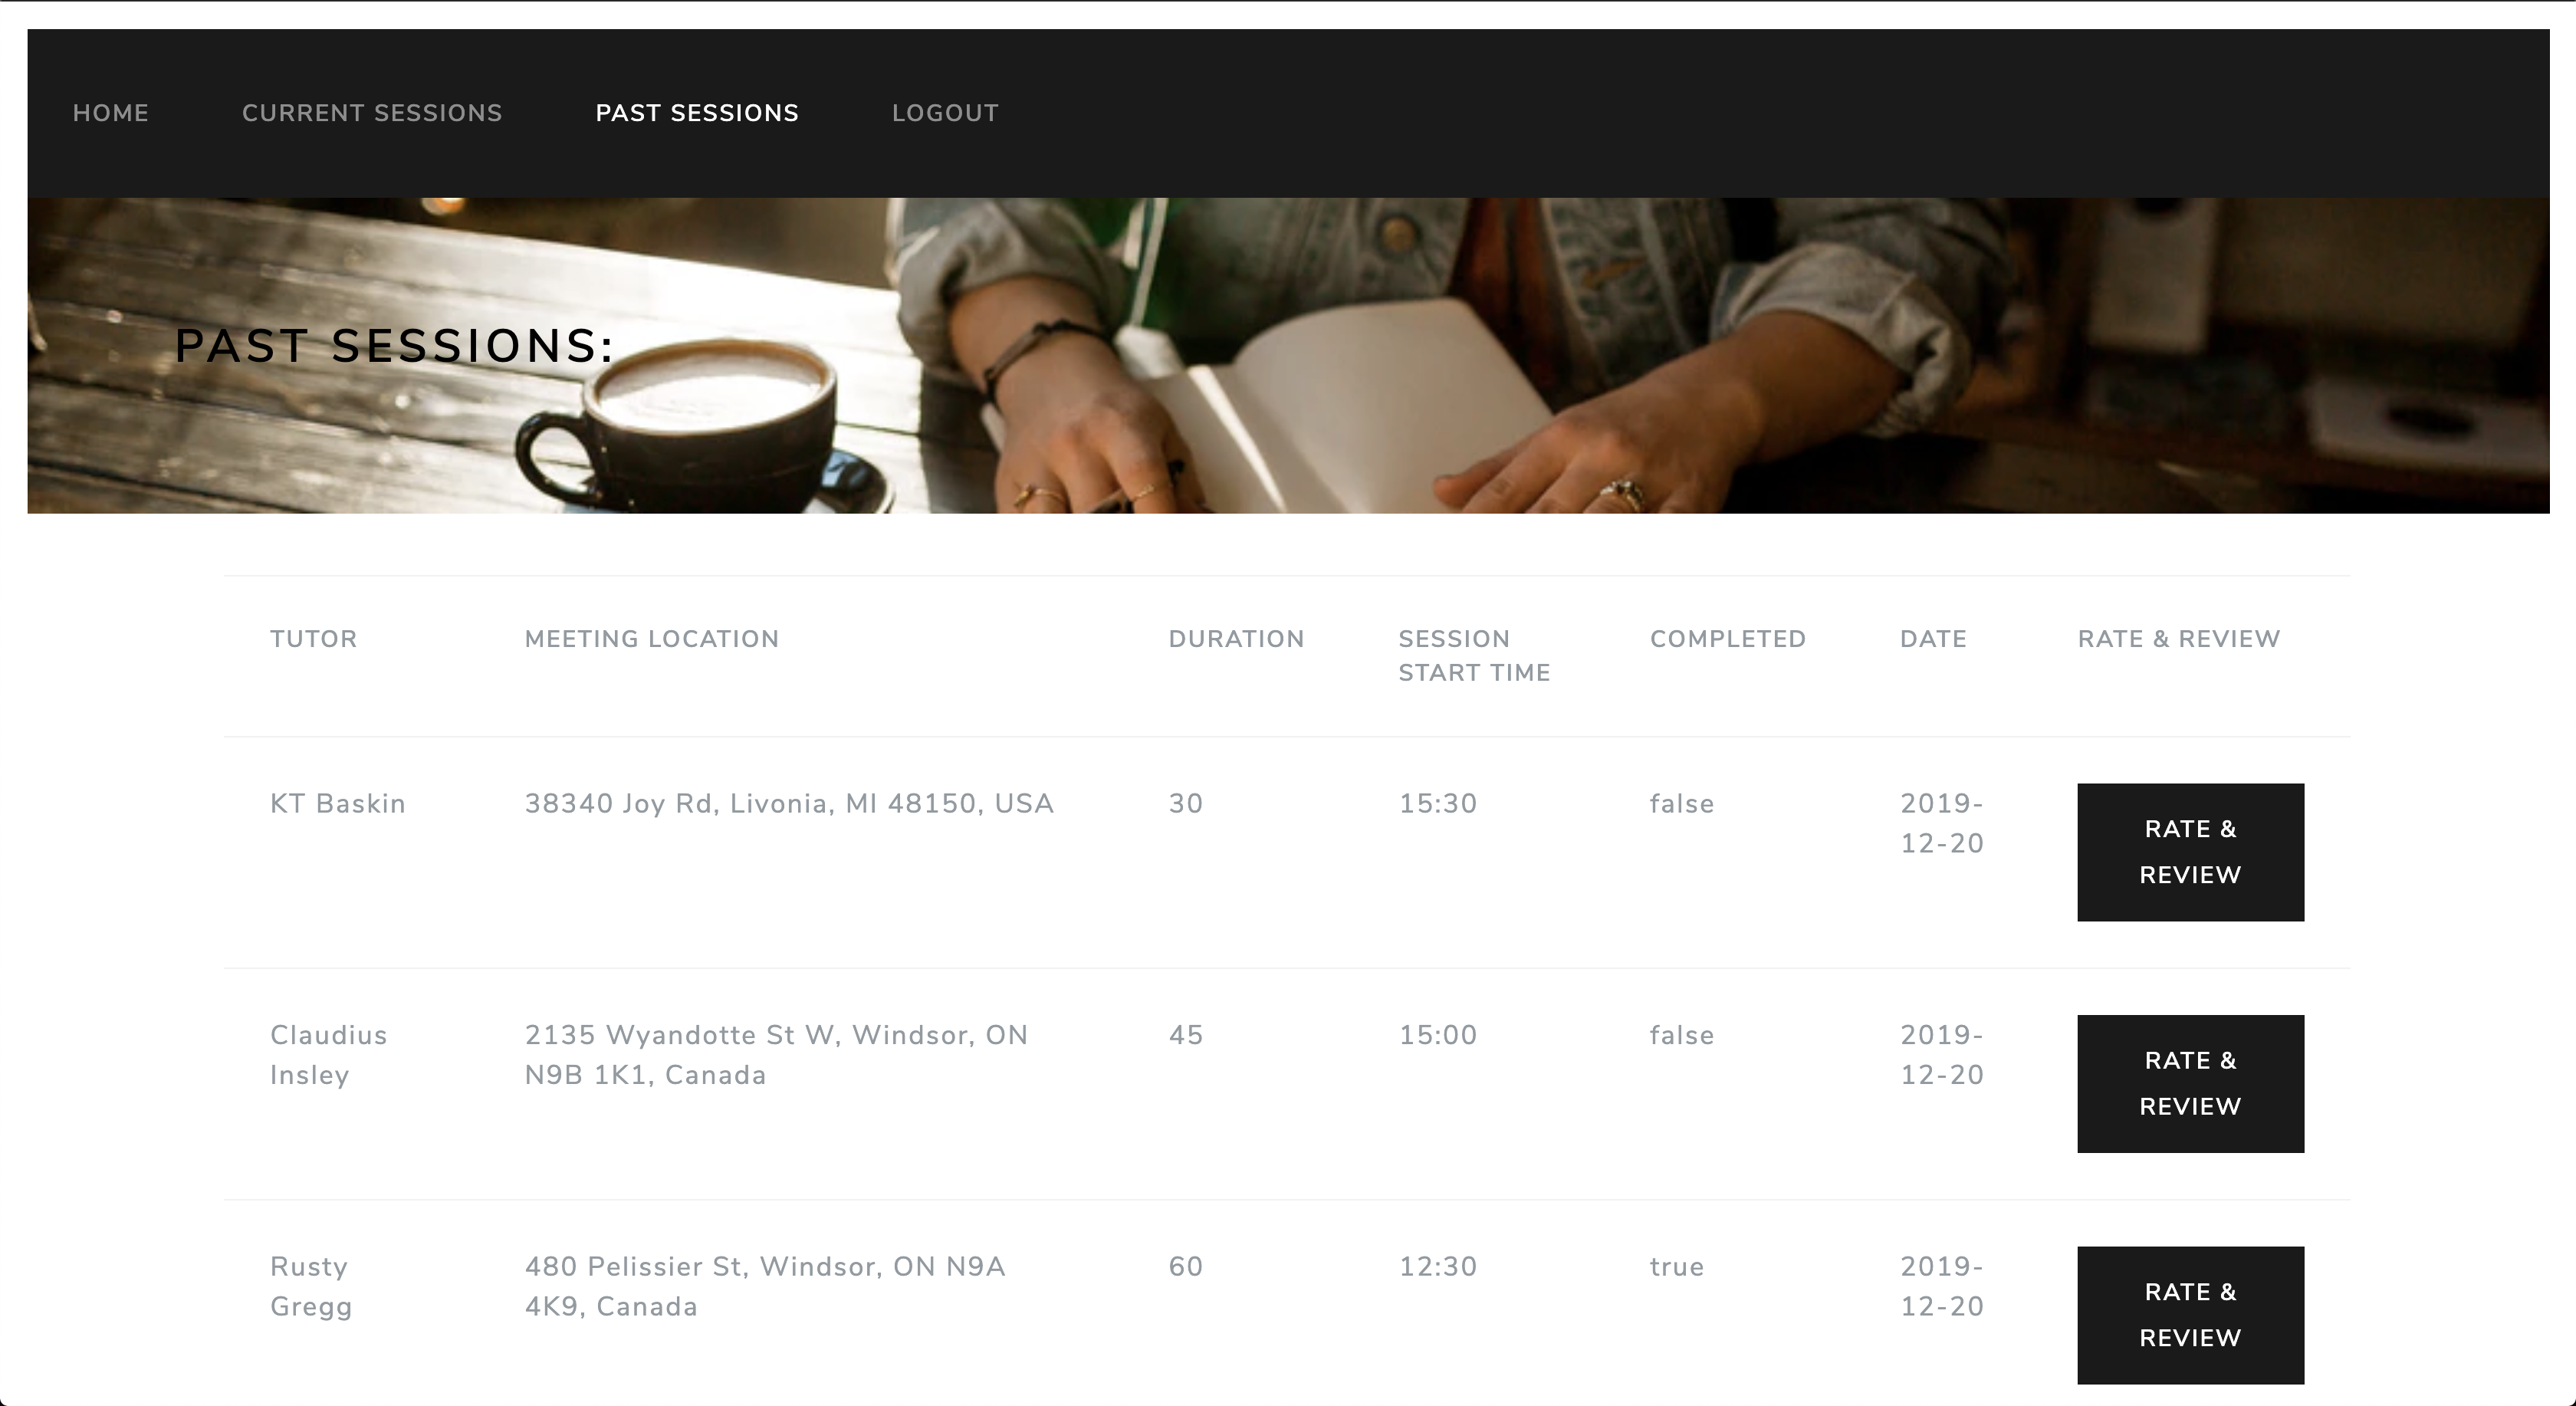 HOME CURRENT SESSIONS PAST SESSIONS LOGOUT
PAST SESSIONS:
TUTOR MEETING LOCATION DURATION SESSION COMPLETED DATE RATE & REVIEW
START TIME
KT Baskin 38340 Joy Rd, Livonia, MI 48150, USA 30 15:30 false 2019-
12-20
RATE &
REVIEW
Claudius 2135 Wyandotte St W, Windsor, ON 45 15:00 false 2019-
Insley N9B 1K1, Canada 12-20
RATE &
REVIEW
Rusty 480 Pelissier St, Windsor, ON N9A 60 12:30 true 2019-
Gregg 4K9, Canada 12-20
RATE &
REVIEW